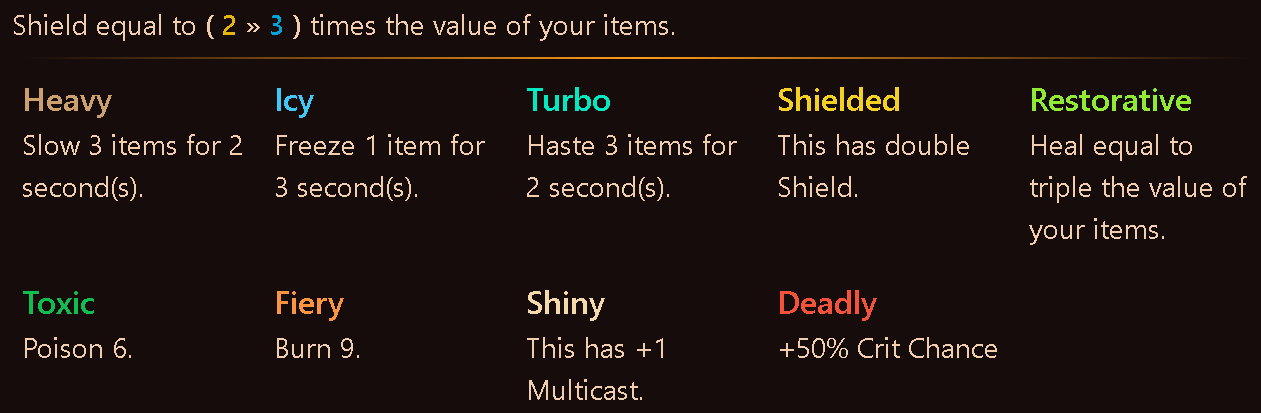 Shield equal to ( 2 » 3 ) times the value of your items.
Heavy
Slow 3 items for 2
second(s).
Icy
Freeze 1 item for
3 second(s).
Turbo
Haste 3 items for
2 second(s).
Shielded
This has double
Shield.
Restorative
Heal equal to
triple the value of
your items.
Toxic
Poison 6.
Fiery
Burn 9.
Shiny
This has +1
Multicast.
Deadly
+50% Crit Chance